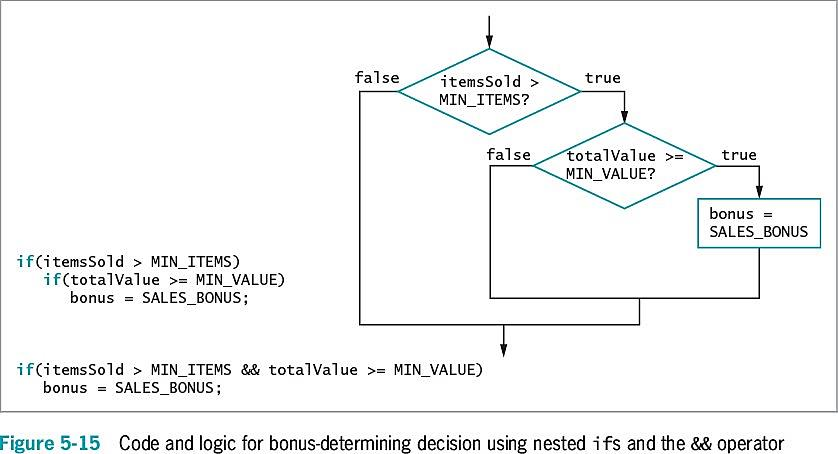 false
itemsSold >
MIN_ITEMS?
true
false
totalValue >=
MIN_VALUE?
true
bonus =
SALES_BONUS
if(itemsSold > MIN_ITEMS)
if(totalValue >= MIN_VALUE)
bonus = SALES_BONUS;
if(itemsSold > MIN_ITEMS && totalValue >= MIN_VALUE)
bonus = SALES_BONUS;
Figure 5-15 Code and logic for bonus-determining decision using nested ifs and the && operator